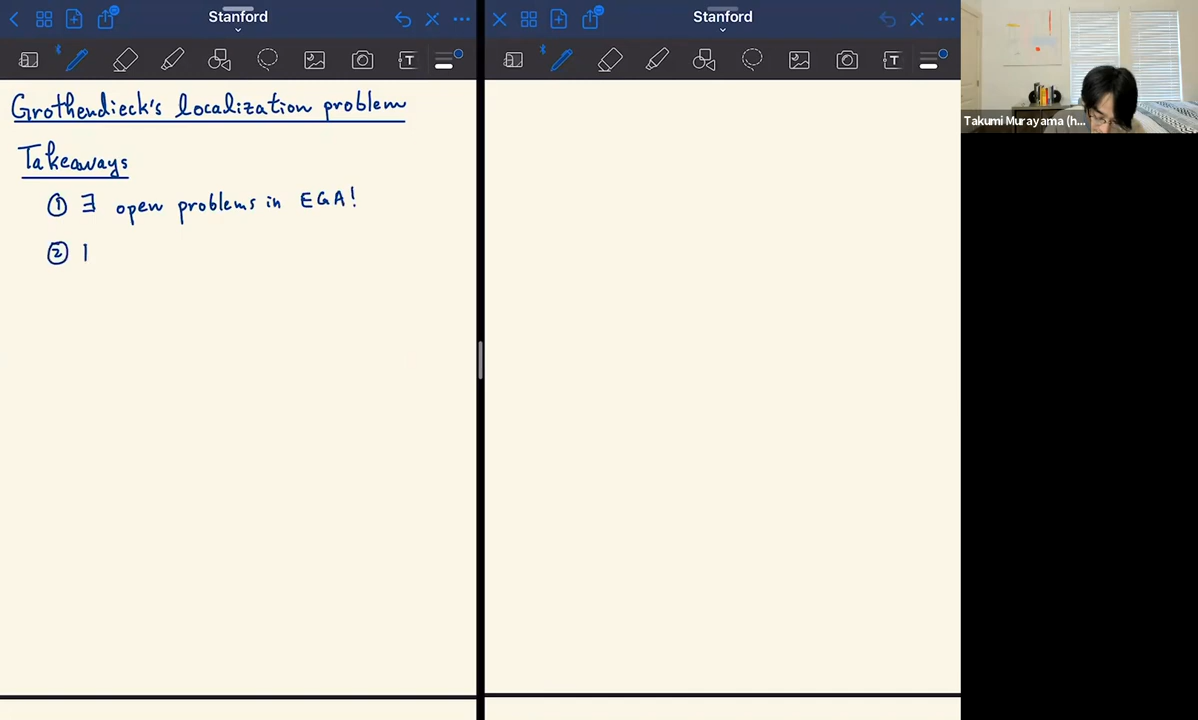 Stanford
Stanford
Grothendieck's localization problem
Takeaways
① ∃ open problems in EGA!
②
Takumi Murayama (h...